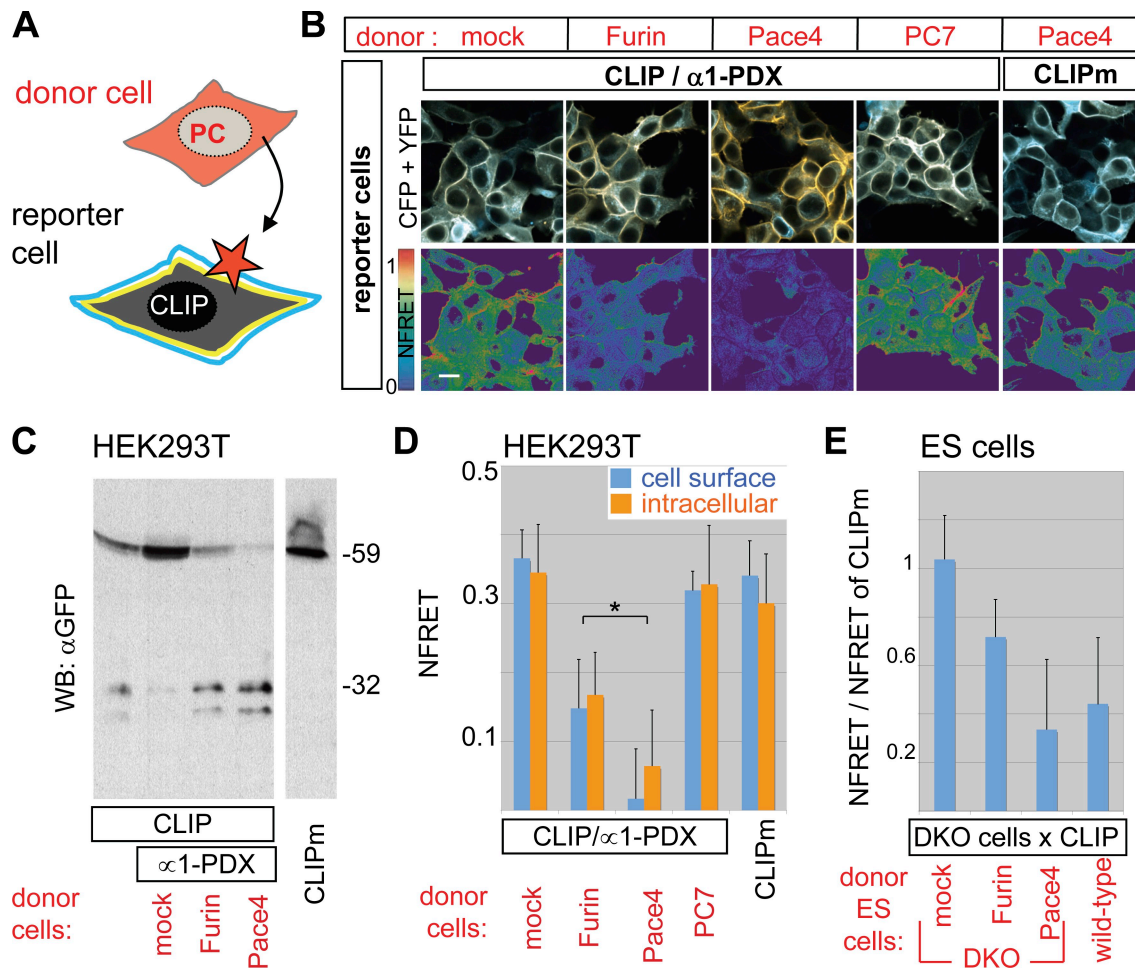 A
donor cell
PC
reporter
cell
CLIP
B
donor : mock Furin Pace4 PC7 Pace4
CLIP / α1-PDX CLIPm
reporter cells
CFP + YFP
NFRET
1
0
C
HEK293T
WB: αGFP
-59
-32
CLIP
∝1-PDX
CLIPm
donor
cells:
mock
Furin
Pace4
D
HEK293T
cell surface
intracellular
NFRET
0.5
0.3
0.1
*
CLIP/∝1-PDX
CLIPm
donor
cells:
mock
Furin
Pace4
PC7
E
ES cells
NFRET / NFRET of CLIPm
1
0.6
0.2
DKO cells x CLIP
donor
ES
cells:
mock
Furin
Pace4
wild-type
DKO